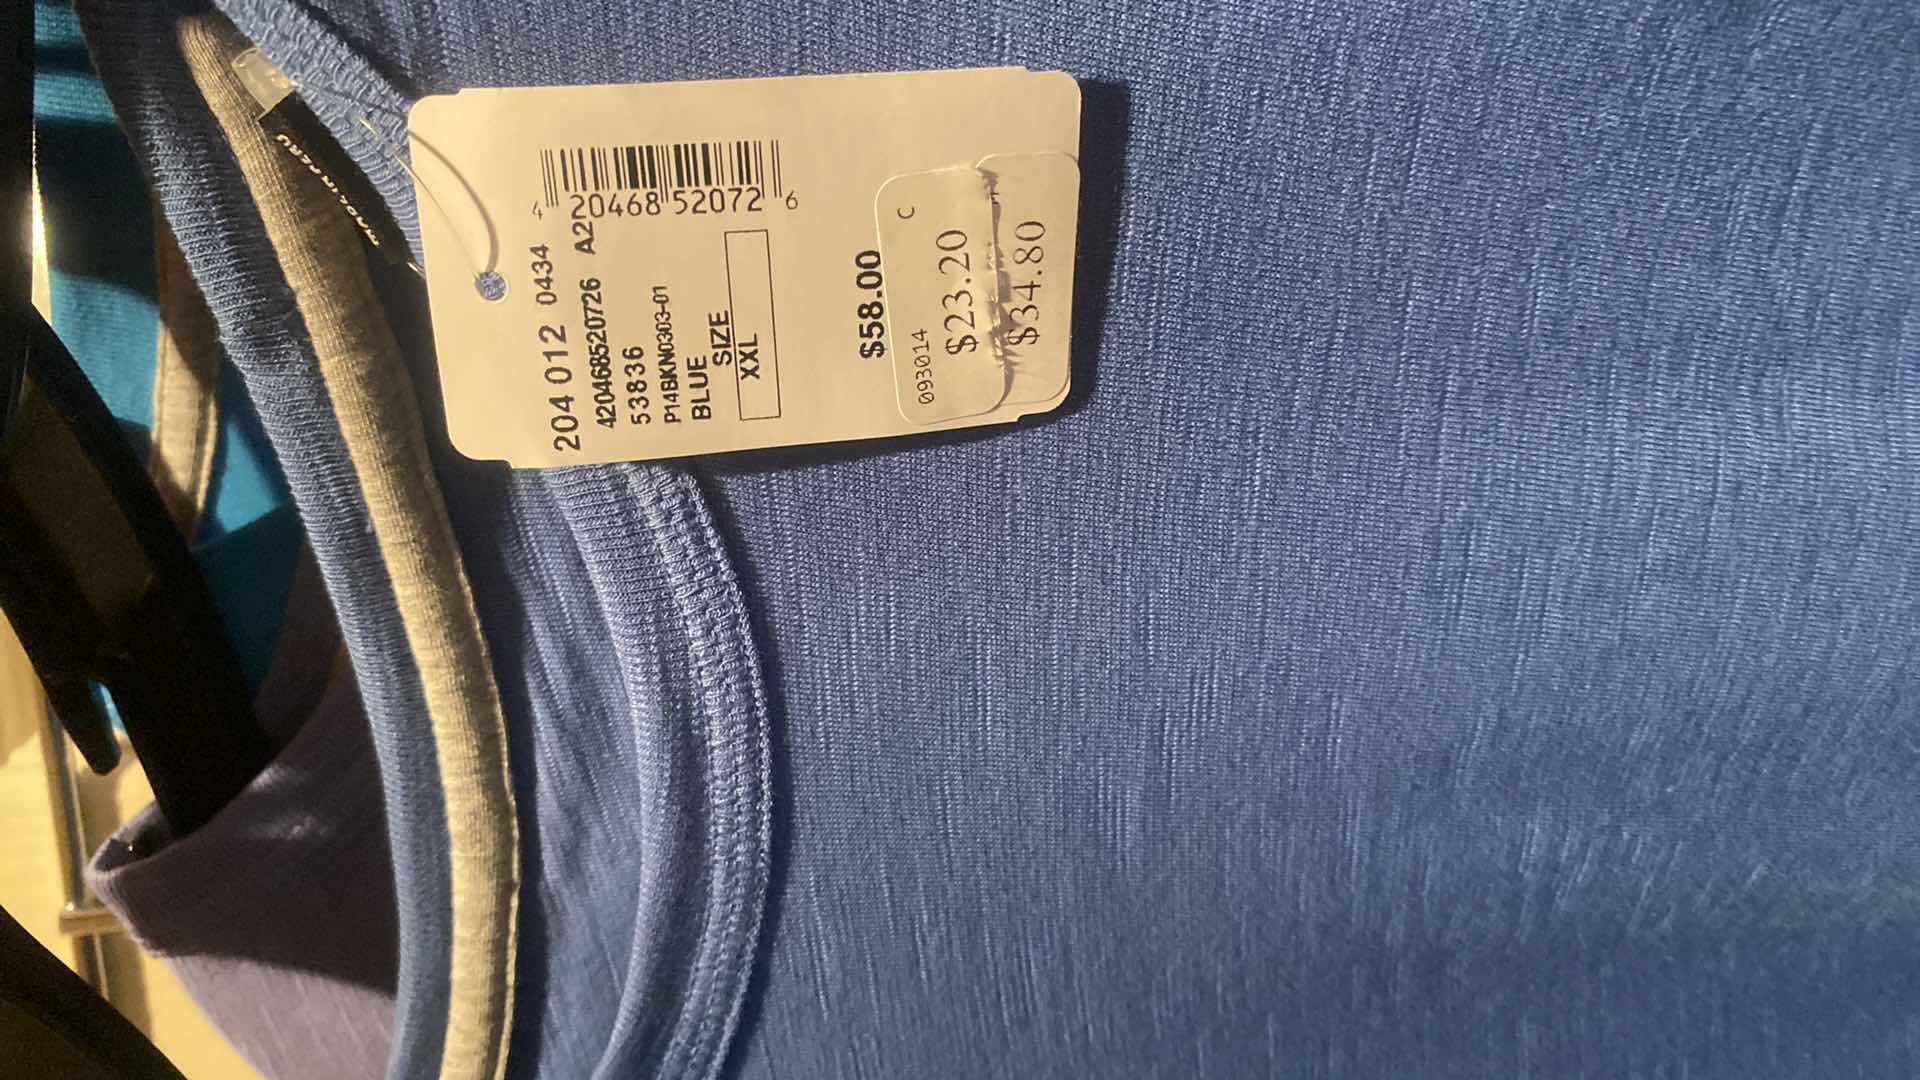 4 20468 52072 6
204 012 0434
420468520726 A2
53836
P14BKN0303-01
BLUE
SIZE
XXL
$58.00
093014 C
$23.20
$34.80